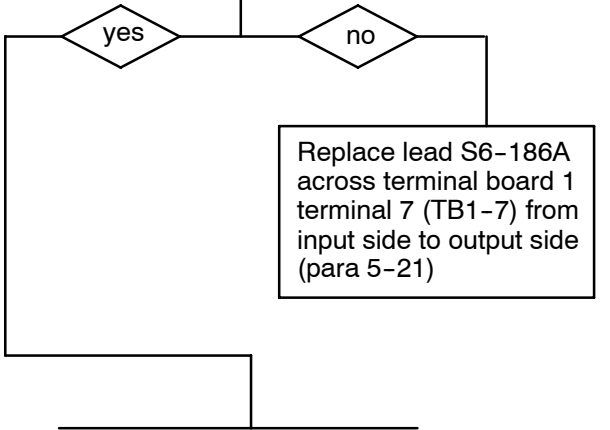 yes
no
Replace lead S6-186A
across terminal board 1
terminal 7 (TB1-7) from
input side to output side
(para 5-21)